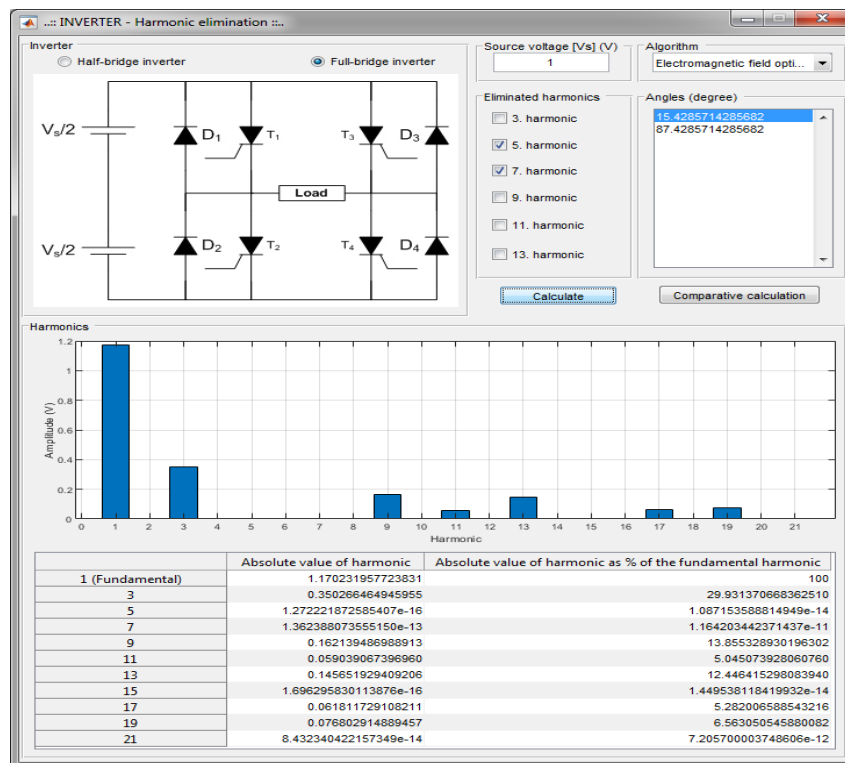 ..:: INVERTER - Harmonic elimination ::..
Inverter
Half-bridge inverter Full-bridge inverter
Vs/2
D1 T1 T3 D3
Load
Vs/2
D2 T2 T4 D4
Source voltage [Vs] (V)
1
Algorithm
Electromagnetic field opti...
Eliminated harmonics
3. harmonic
5. harmonic
7. harmonic
9. harmonic
11. harmonic
13. harmonic
Angles (degree)
15.4285714285682
87.4285714285682
Calculate
Comparative calculation
Harmonics
1.2
1
0.8
0.6
0.4
0.2
0
Amplitude (V)
0 1 2 3 4 5 6 7 8 9 10 11 12 13 14 15 16 17 18 19 20 21
Harmonic
Absolute value of harmonic Absolute value of harmonic as % of the fundamental harmonic
1 (Fundamental) 1.170231957723831 100
3 0.350266464945955 29.931370668362510
5 1.272221872585407e-16 1.087153588814949e-14
7 1.362388073555150e-13 1.164203442371437e-11
9 0.162139486988913 13.855328930196302
11 0.059039067396960 5.045073928060760
13 0.145651929409206 12.446415298083940
15 1.696295830113876e-16 1.449538118419932e-14
17 0.061811729108211 5.282006588543216
19 0.076802914889457 6.563050545880082
21 8.432340422157349e-14 7.205700003748606e-12